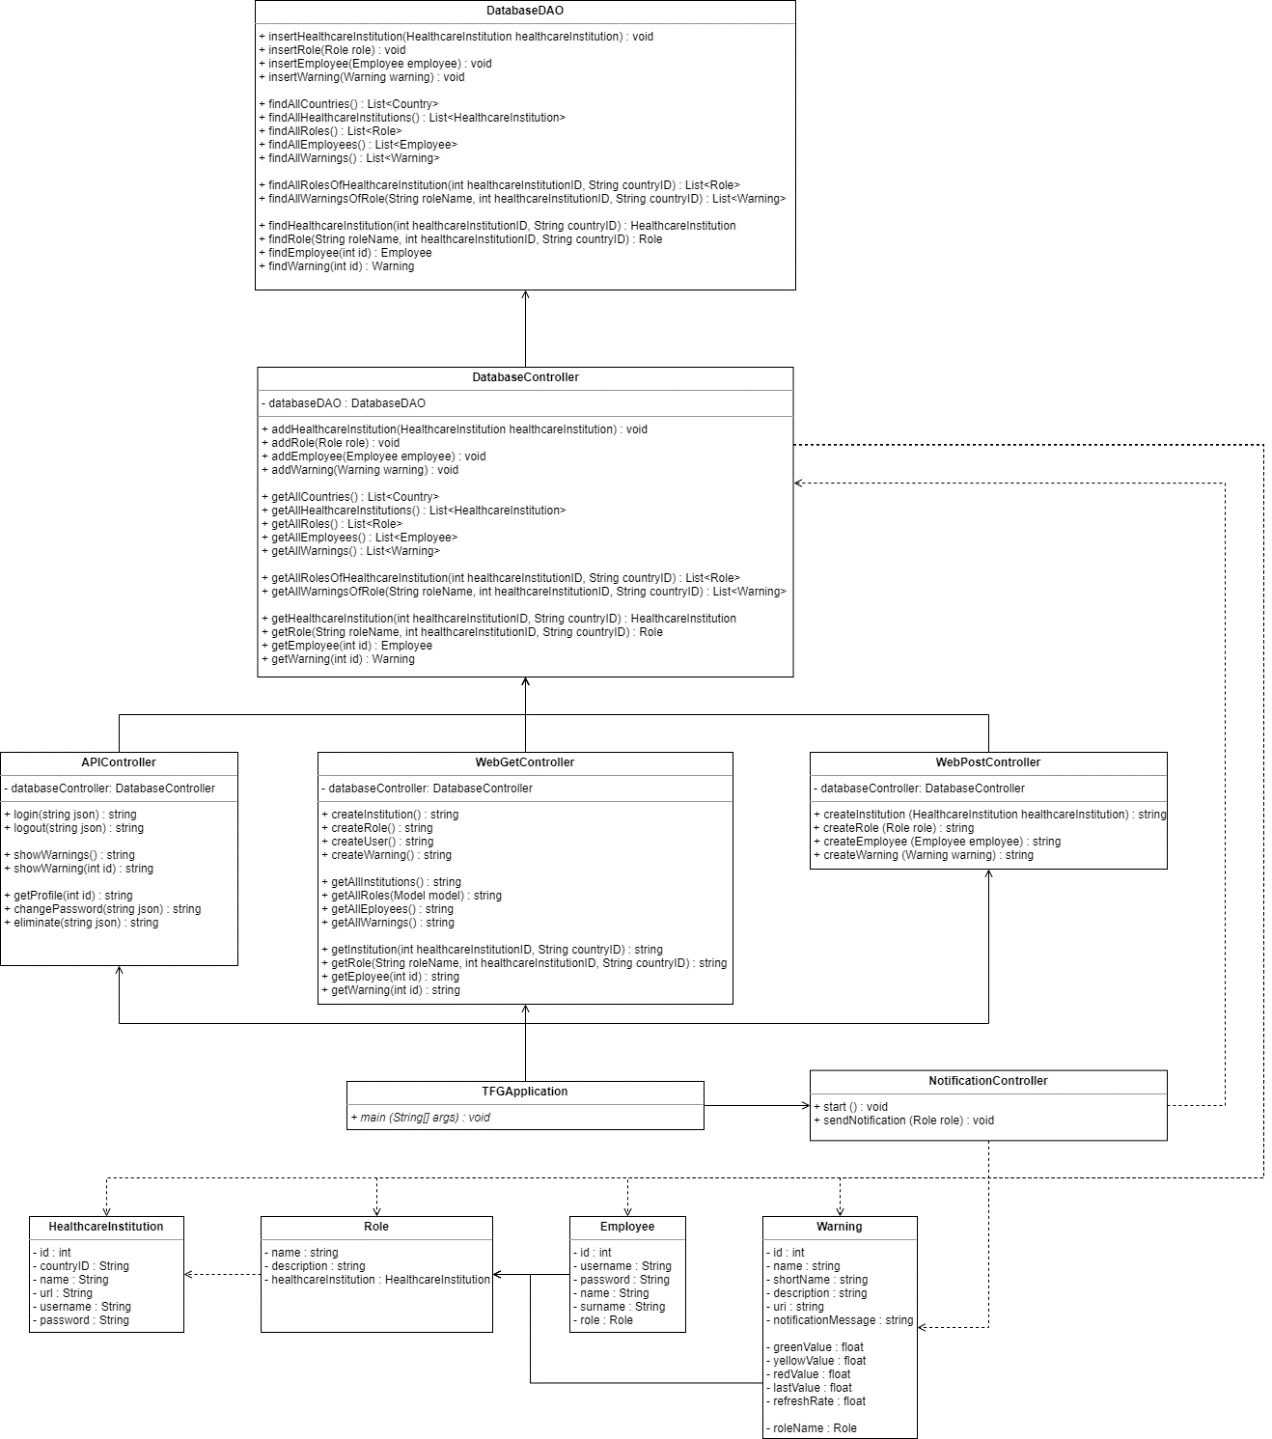 DatabaseDAO
+ insertHealthcareInstitution(HealthcareInstitution healthcareInstitution) : void
+ insertRole(Role role) : void
+ insertEmployee(Employee employee) : void
+ insertWarning(Warning warning) : void
+ findAllCountries() : List<Country>
+ findAllHealthcareInstitutions() : List<HealthcareInstitution>
+ findAllRoles() : List<Role>
+ findAllEmployees() : List<Employee>
+ findAllWarnings() : List<Warning>
+ findAllRolesOfHealthcareInstitution(int healthcareInstitutionID, String countryID) : List<Role>
+ findAllWarningsOfRole(String roleName, int healthcareInstitutionID, String countryID) : List<Warning>
+ findHealthcareInstitution(int healthcareInstitutionID, String countryID) : HealthcareInstitution
+ findRole(String roleName, int healthcareInstitutionID, String countryID) : Role
+ findEmployee(int id) : Employee
+ findWarning(int id) : Warning
DatabaseController
- databaseDAO : DatabaseDAO
+ addHealthcareInstitution(HealthcareInstitution healthcareInstitution) : void
+ addRole(Role role) : void
+ addEmployee(Employee employee) : void
+ addWarning(Warning warning) : void
+ getAllCountries() : List<Country>
+ getAllHealthcareInstitutions() : List<HealthcareInstitution>
+ getAllRoles() : List<Role>
+ getAllEmployees() : List<Employee>
+ getAllWarnings() : List<Warning>
+ getAllRolesOfHealthcareInstitution(int healthcareInstitutionID, String countryID) : List<Role>
+ getAllWarningsOfRole(String roleName, int healthcareInstitutionID, String countryID) : List<Warning>
+ getHealthcareInstitution(int healthcareInstitutionID, String countryID) : HealthcareInstitution
+ getRole(String roleName, int healthcareInstitutionID, String countryID) : Role
+ getEmployee(int id) : Employee
+ getWarning(int id) : Warning
APIController
- databaseController: DatabaseController
+ login(string json) : string
+ logout(string json) : string
+ showWarnings() : string
+ showWarning(int id) : string
+ getProfile(int id) : string
+ changePassword(string json) : string
+ eliminate(string json) : string
WebGetController
- databaseController: DatabaseController
+ createInstitution() : string
+ createRole() : string
+ createUser() : string
+ createWarning() : string
+ getAllInstitutions() : string
+ getAllRoles(Model model) : string
+ getAllEployees() : string
+ getAllWarnings() : string
+ getInstitution(int healthcareInstitutionID, String countryID) : string
+ getRole(String roleName, int healthcareInstitutionID, String countryID) : string
+ getEployee(int id) : string
+ getWarning(int id) : string
WebPostController
- databaseController: DatabaseController
+ createInstitution (HealthcareInstitution healthcareInstitution) : string
+ createRole (Role role) : string
+ createEmployee (Employee employee) : string
+ createWarning (Warning warning) : string
TFGApplication
+ main (String[] args) : void
NotificationController
+ start () : void
+ sendNotification (Role role) : void
HealthcareInstitution
- id : int
- countryID : String
- name : String
- url : String
- username : String
- password : String
Role
- name : string
- description : string
- healthcareInstitution : HealthcareInstitution
Employee
- id : int
- username : String
- password : String
- name : String
- surname : String
- role : Role
Warning
- id : int
- name : string
- shortName : string
- description : string
- uri : string
- notificationMessage : string
- greenValue : float
- yellowValue : float
- redValue : float
- lastValue : float
- refreshRate : float
- roleName : Role